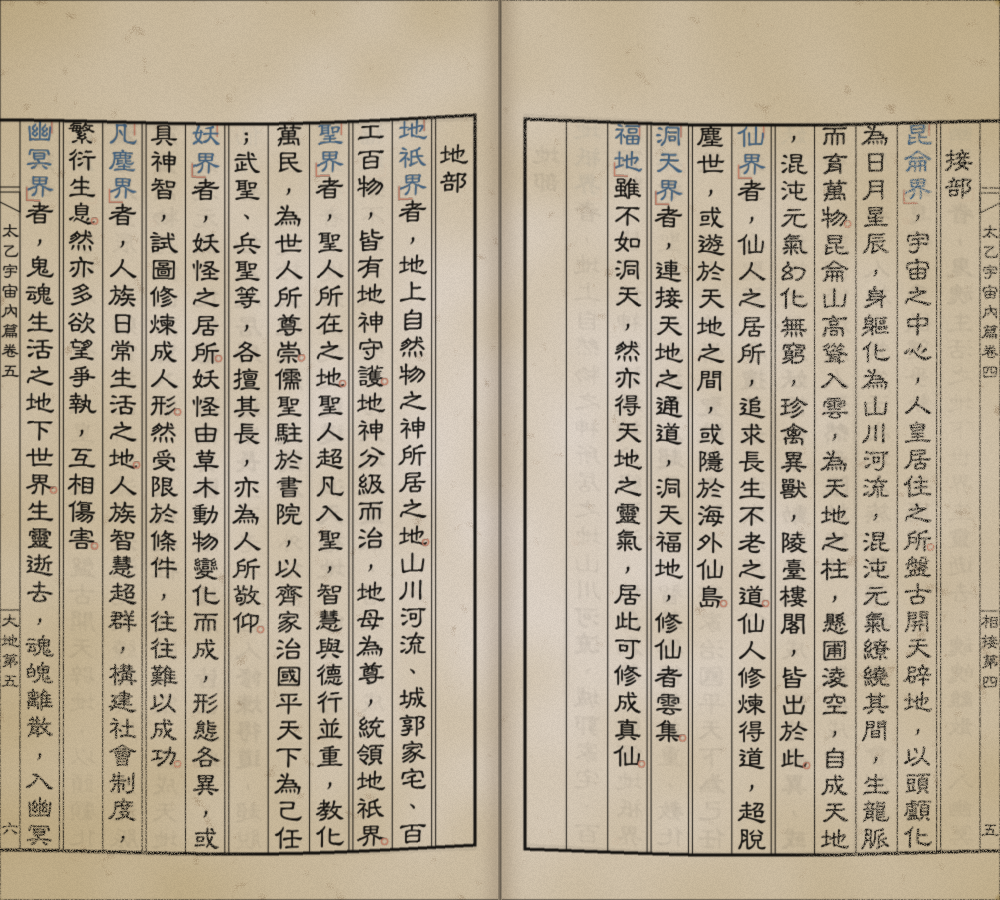 太乙宇宙內篇卷四
相接第四
五
接部
昆侖界，宇宙之中心，人皇居住之所。盤古開天辟地，以頭顱化
為日月星辰，身軀化為山川河流，混沌元氣繚繞其間，生龍脈
而育萬物。昆侖山高聳入雲，為天地之柱，懸圃淩空，自成天地
，混沌元氣幻化無窮，珍禽異獸，陵臺樓閣，皆出於此。
仙界者，仙人之居所，追求長生不老之道。仙人修煉得道，超脫
塵世，或遊於天地之間，或隱於海外仙島。
洞天界者，連接天地之通道，洞天福地，修仙者雲集。
福地雖不如洞天，然亦得天地之靈氣，居此可修成真仙。
地部
地祇界者，地上自然物之神所居之地。山川河流、城郭家宅、百
工百物，皆有地神守護。地神分級而治，地母為尊，統領地祇界。
聖界者，聖人所在之地。聖人超凡入聖，智慧與德行並重，教化
萬民，為世人所尊崇。儒聖駐於書院，以齊家治國平天下為己任
；武聖、兵聖等，各擅其長，亦為人所敬仰。
妖界者，妖怪之居所。妖怪由草木動物變化而成，形態各異，或
具神智，試圖修煉成人形。然受限於條件，往往難以成功。
凡塵界者，人族日常生活之地。人族智慧超群，構建社會制度，
繁衍生息。然亦多欲望爭執，互相傷害。
幽冥界者，鬼魂生活之地下世界。生靈逝去，魂魄離散，入幽冥
太乙宇宙內篇卷五
大地第五
六